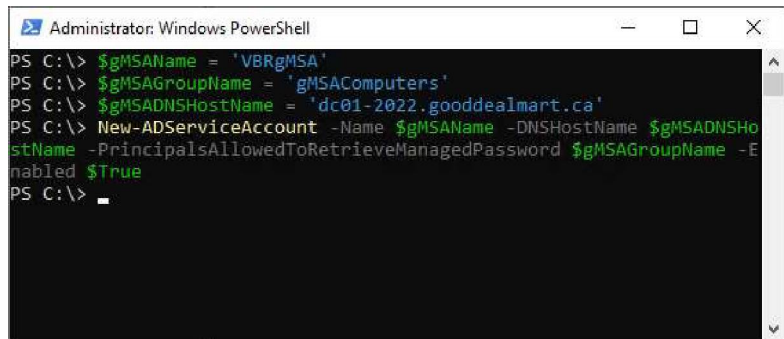 Administrator: Windows PowerShell
PS C:\> $gMSAName = 'VBRgMSA'
PS C:\> $gMSAGroupName = 'gMSAComputers'
PS C:\> $gMSADNSHostName = 'dc01-2022.gooddealmart.ca'
PS C:\> New-ADServiceAccount -Name $gMSAName -DNSHostName $gMSADNSHo
stName -PrincipalsAllowedToRetrieveManagedPassword $gMSAGroupName -E
nabled $True
PS C:\>